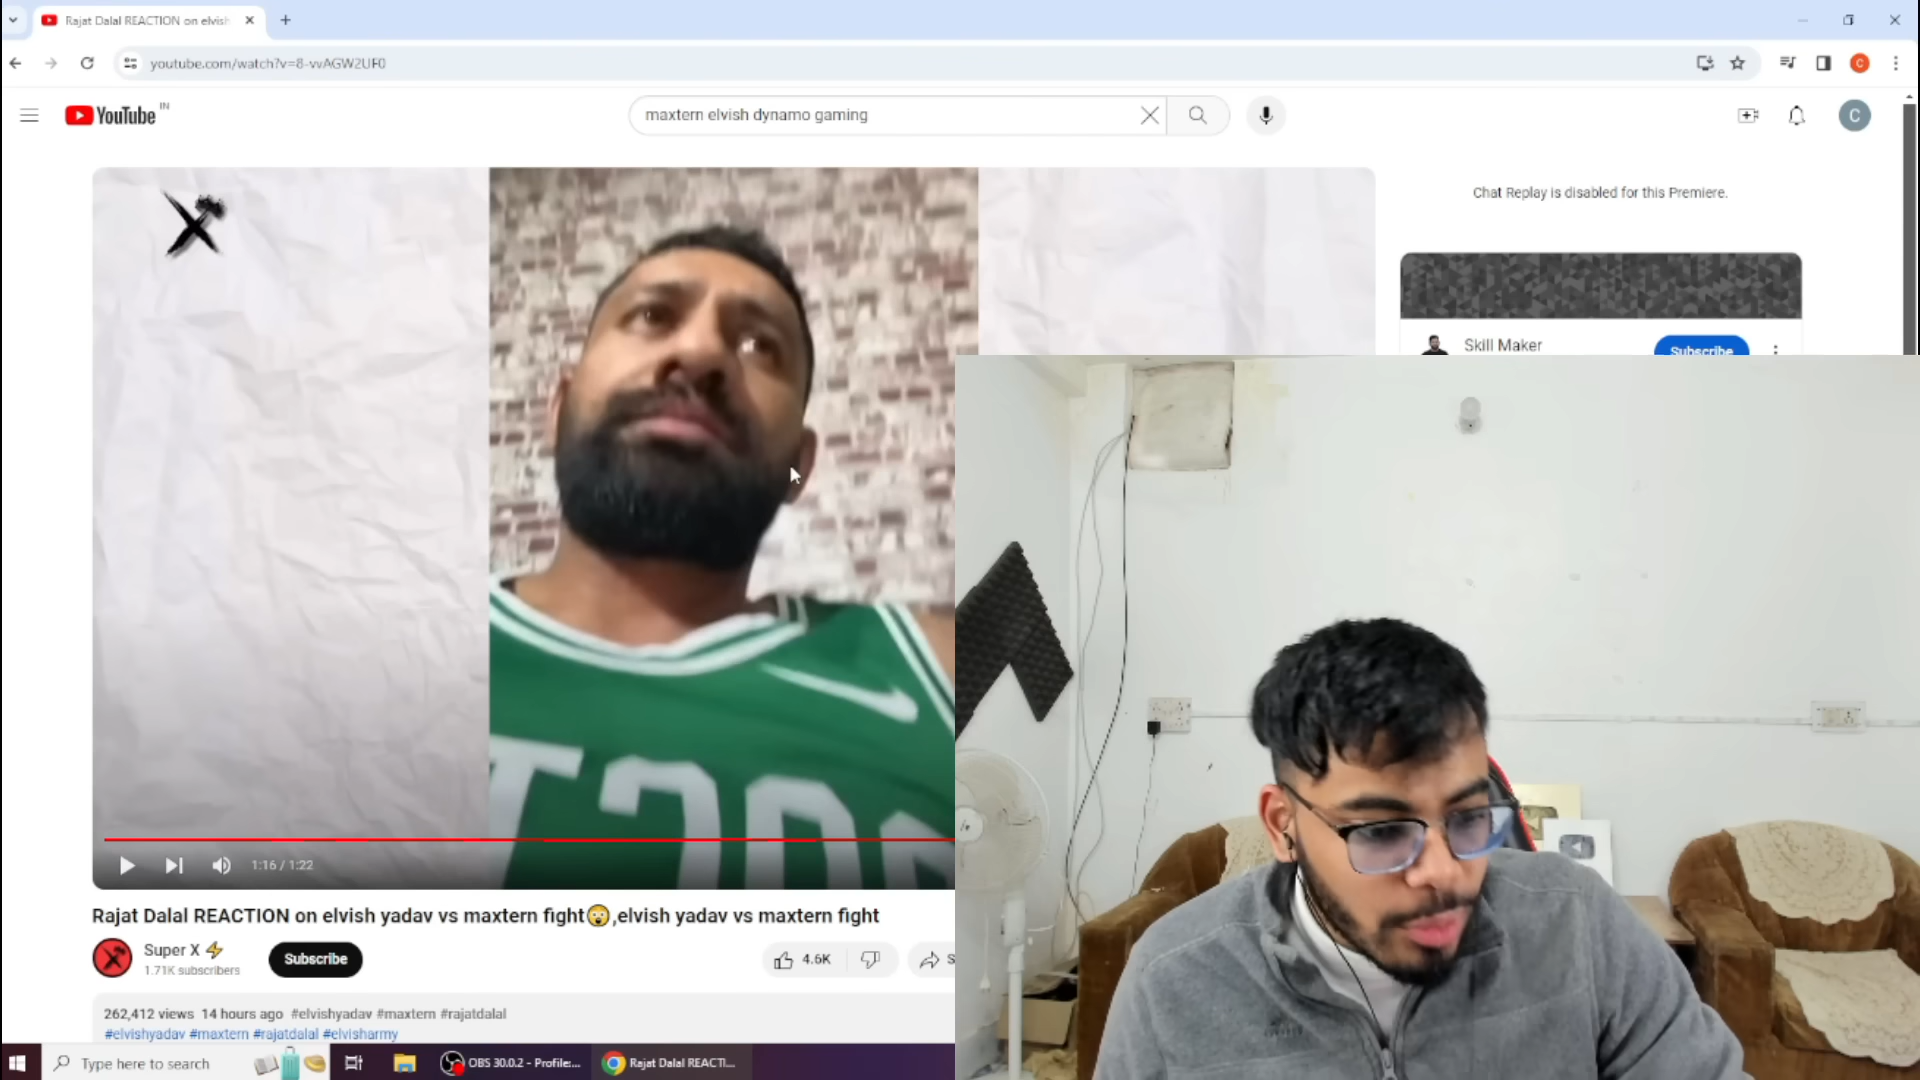 Rajat Dalal REACTION on elvish
youtube.com/watch?v=8-vvAGW2UF0
C
YouTube IN
maxtern elvish dynamo gaming
C
Chat Replay is disabled for this Premiere.
Skill Maker
Subscribe
1:16 / 1:22
Rajat Dalal REACTION on elvish yadav vs maxtern fight😲,elvish yadav vs maxtern fight
Super X ⚡
1.71K subscribers
Subscribe
4.6K
S
262,412 views 14 hours ago #elvishyadav #maxtern #rajatdalal
#elvishyadav #maxtern #rajatdalal #elvisharmy
Type here to search
OBS 30.0.2 - Profile:...
Rajat Dalal REACTI...